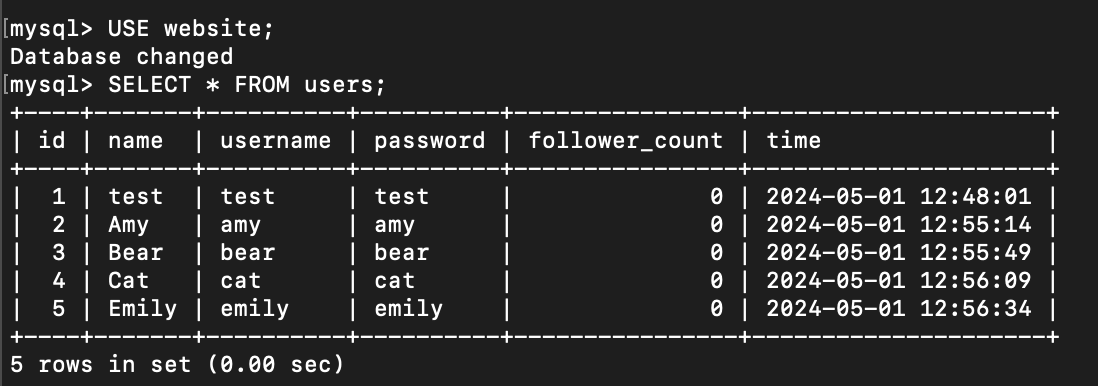 mysql> USE website;
Database changed
mysql> SELECT * FROM users;
+----+-------+----------+----------+----------------+---------------------+
| id | name  | username | password | follower_count | time                |
+----+-------+----------+----------+----------------+---------------------+
|  1 | test  | test     | test     |              0 | 2024-05-01 12:48:01 |
|  2 | Amy   | amy      | amy      |              0 | 2024-05-01 12:55:14 |
|  3 | Bear  | bear     | bear     |              0 | 2024-05-01 12:55:49 |
|  4 | Cat   | cat      | cat      |              0 | 2024-05-01 12:56:09 |
|  5 | Emily | emily    | emily    |              0 | 2024-05-01 12:56:34 |
+----+-------+----------+----------+----------------+---------------------+
5 rows in set (0.00 sec)